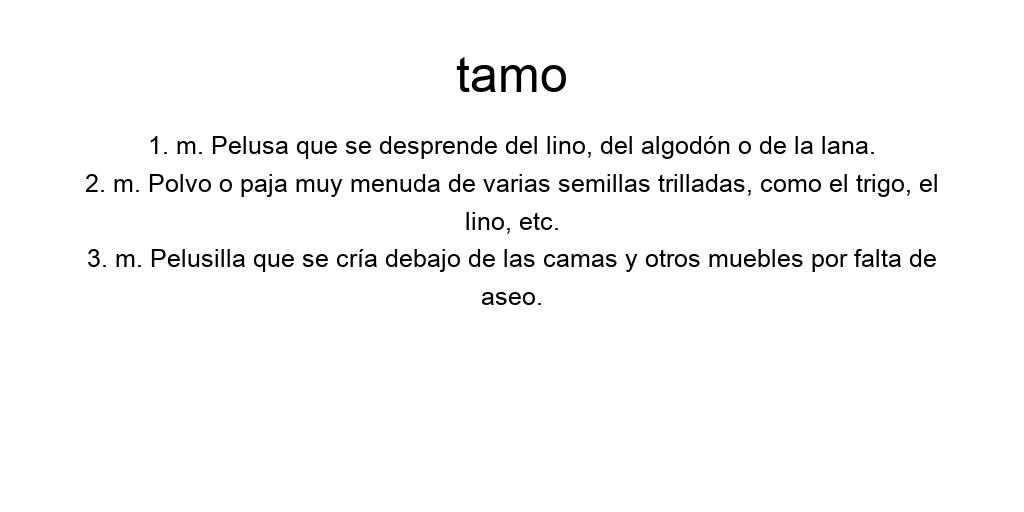 tamo
1. m. Pelusa que se desprende del lino, del algodón o de la lana.
2. m. Polvo o paja muy menuda de varias semillas trilladas, como el trigo, el
lino, etc.
3. m. Pelusilla que se cría debajo de las camas y otros muebles por falta de
aseo.